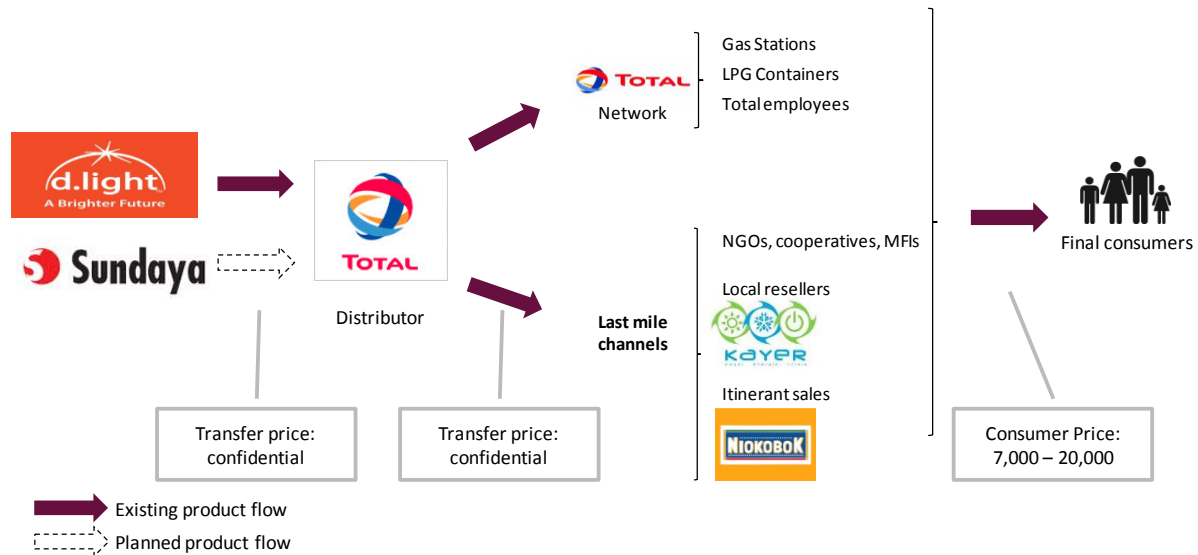 d.light
A Brighter Future
Sundaya
TOTAL
Distributor
TOTAL
Network
Gas Stations
LPG Containers
Total employees
Last mile
channels
NGOs, cooperatives, MFIs
Local resellers
KAYER
Itinerant sales
NIOKOBOK
Final consumers
Transfer price:
confidential
Transfer price:
confidential
Consumer Price:
7,000 – 20,000
Existing product flow
Planned product flow